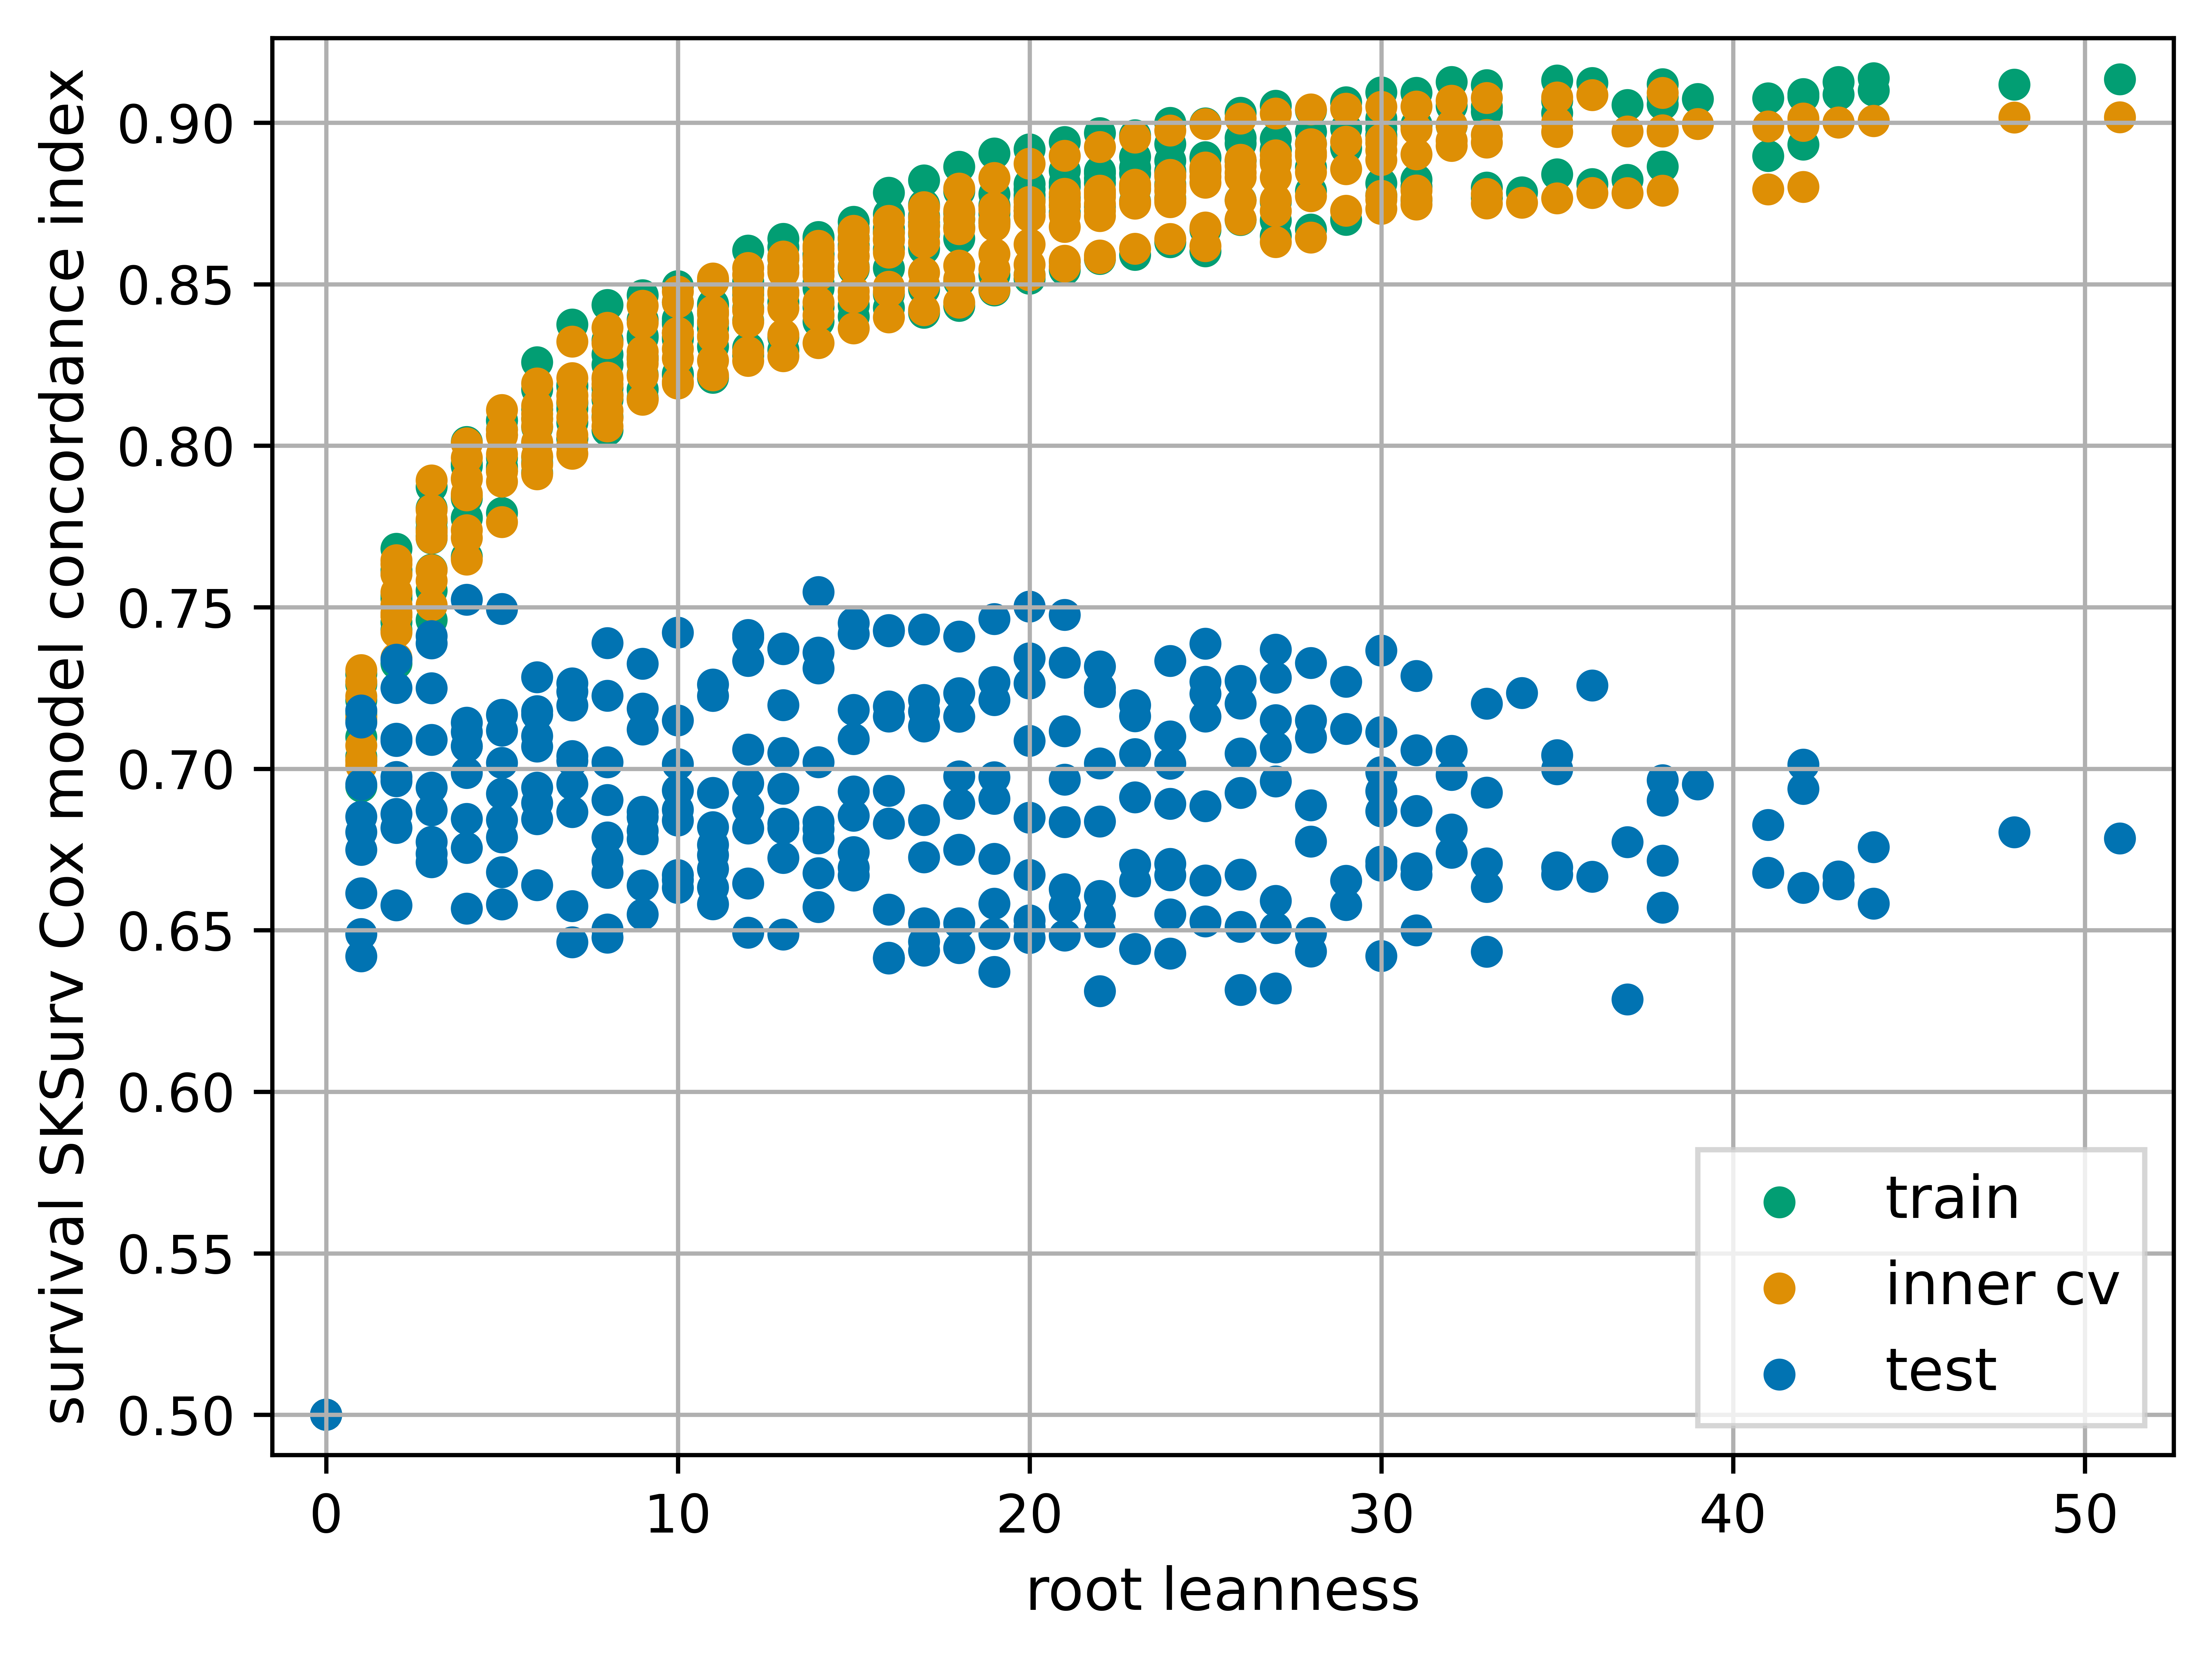 survival SKSurv Cox model concordance index
0.90
0.85
0.80
0.75
0.70
0.65
0.60
0.55
0.50
train
inner cv
test
0 10 20 30 40 50
root leanness